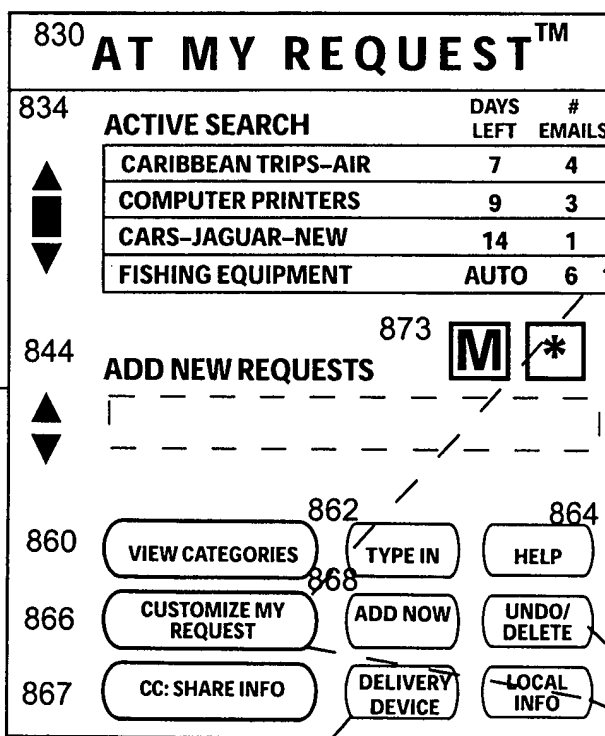 830 AT MY REQUEST™
834
ACTIVE SEARCH DAYS LEFT # EMAILS
CARIBBEAN TRIPS–AIR 7 4
COMPUTER PRINTERS 9 3
CARS–JAGUAR–NEW 14 1
FISHING EQUIPMENT AUTO 6
873 M *
844
ADD NEW REQUESTS
862 864
860 VIEW CATEGORIES TYPE IN HELP
868
866 CUSTOMIZE MY REQUEST ADD NOW UNDO/ DELETE
867 CC: SHARE INFO DELIVERY DEVICE LOCAL INFO